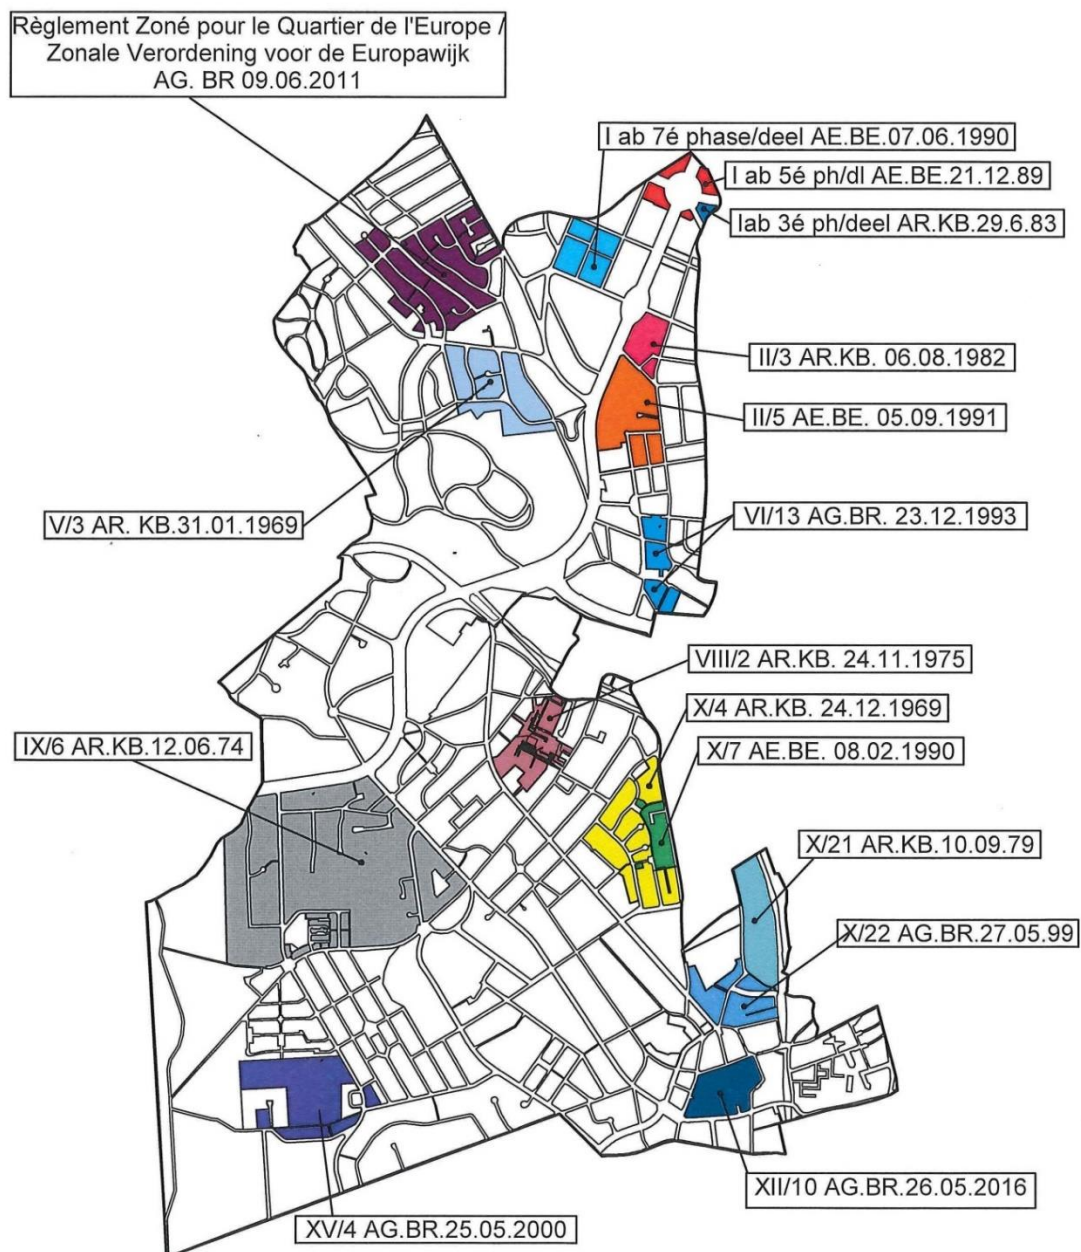 Règlement Zoné pour le Quartier de l'Europe /
Zonale Verordening voor de Europawijk
AG. BR 09.06.2011
I ab 7é phase/deel AE.BE.07.06.1990
I ab 5é ph/dl AE.BE.21.12.89
Iab 3é ph/deel AR.KB.29.6.83
II/3 AR.KB. 06.08.1982
II/5 AE.BE. 05.09.1991
V/3 AR. KB.31.01.1969
VI/13 AG.BR. 23.12.1993
VIII/2 AR.KB. 24.11.1975
X/4 AR.KB. 24.12.1969
IX/6 AR.KB.12.06.74
X/7 AE.BE. 08.02.1990
X/21 AR.KB.10.09.79
X/22 AG.BR.27.05.99
XII/10 AG.BR.26.05.2016
XV/4 AG.BR.25.05.2000